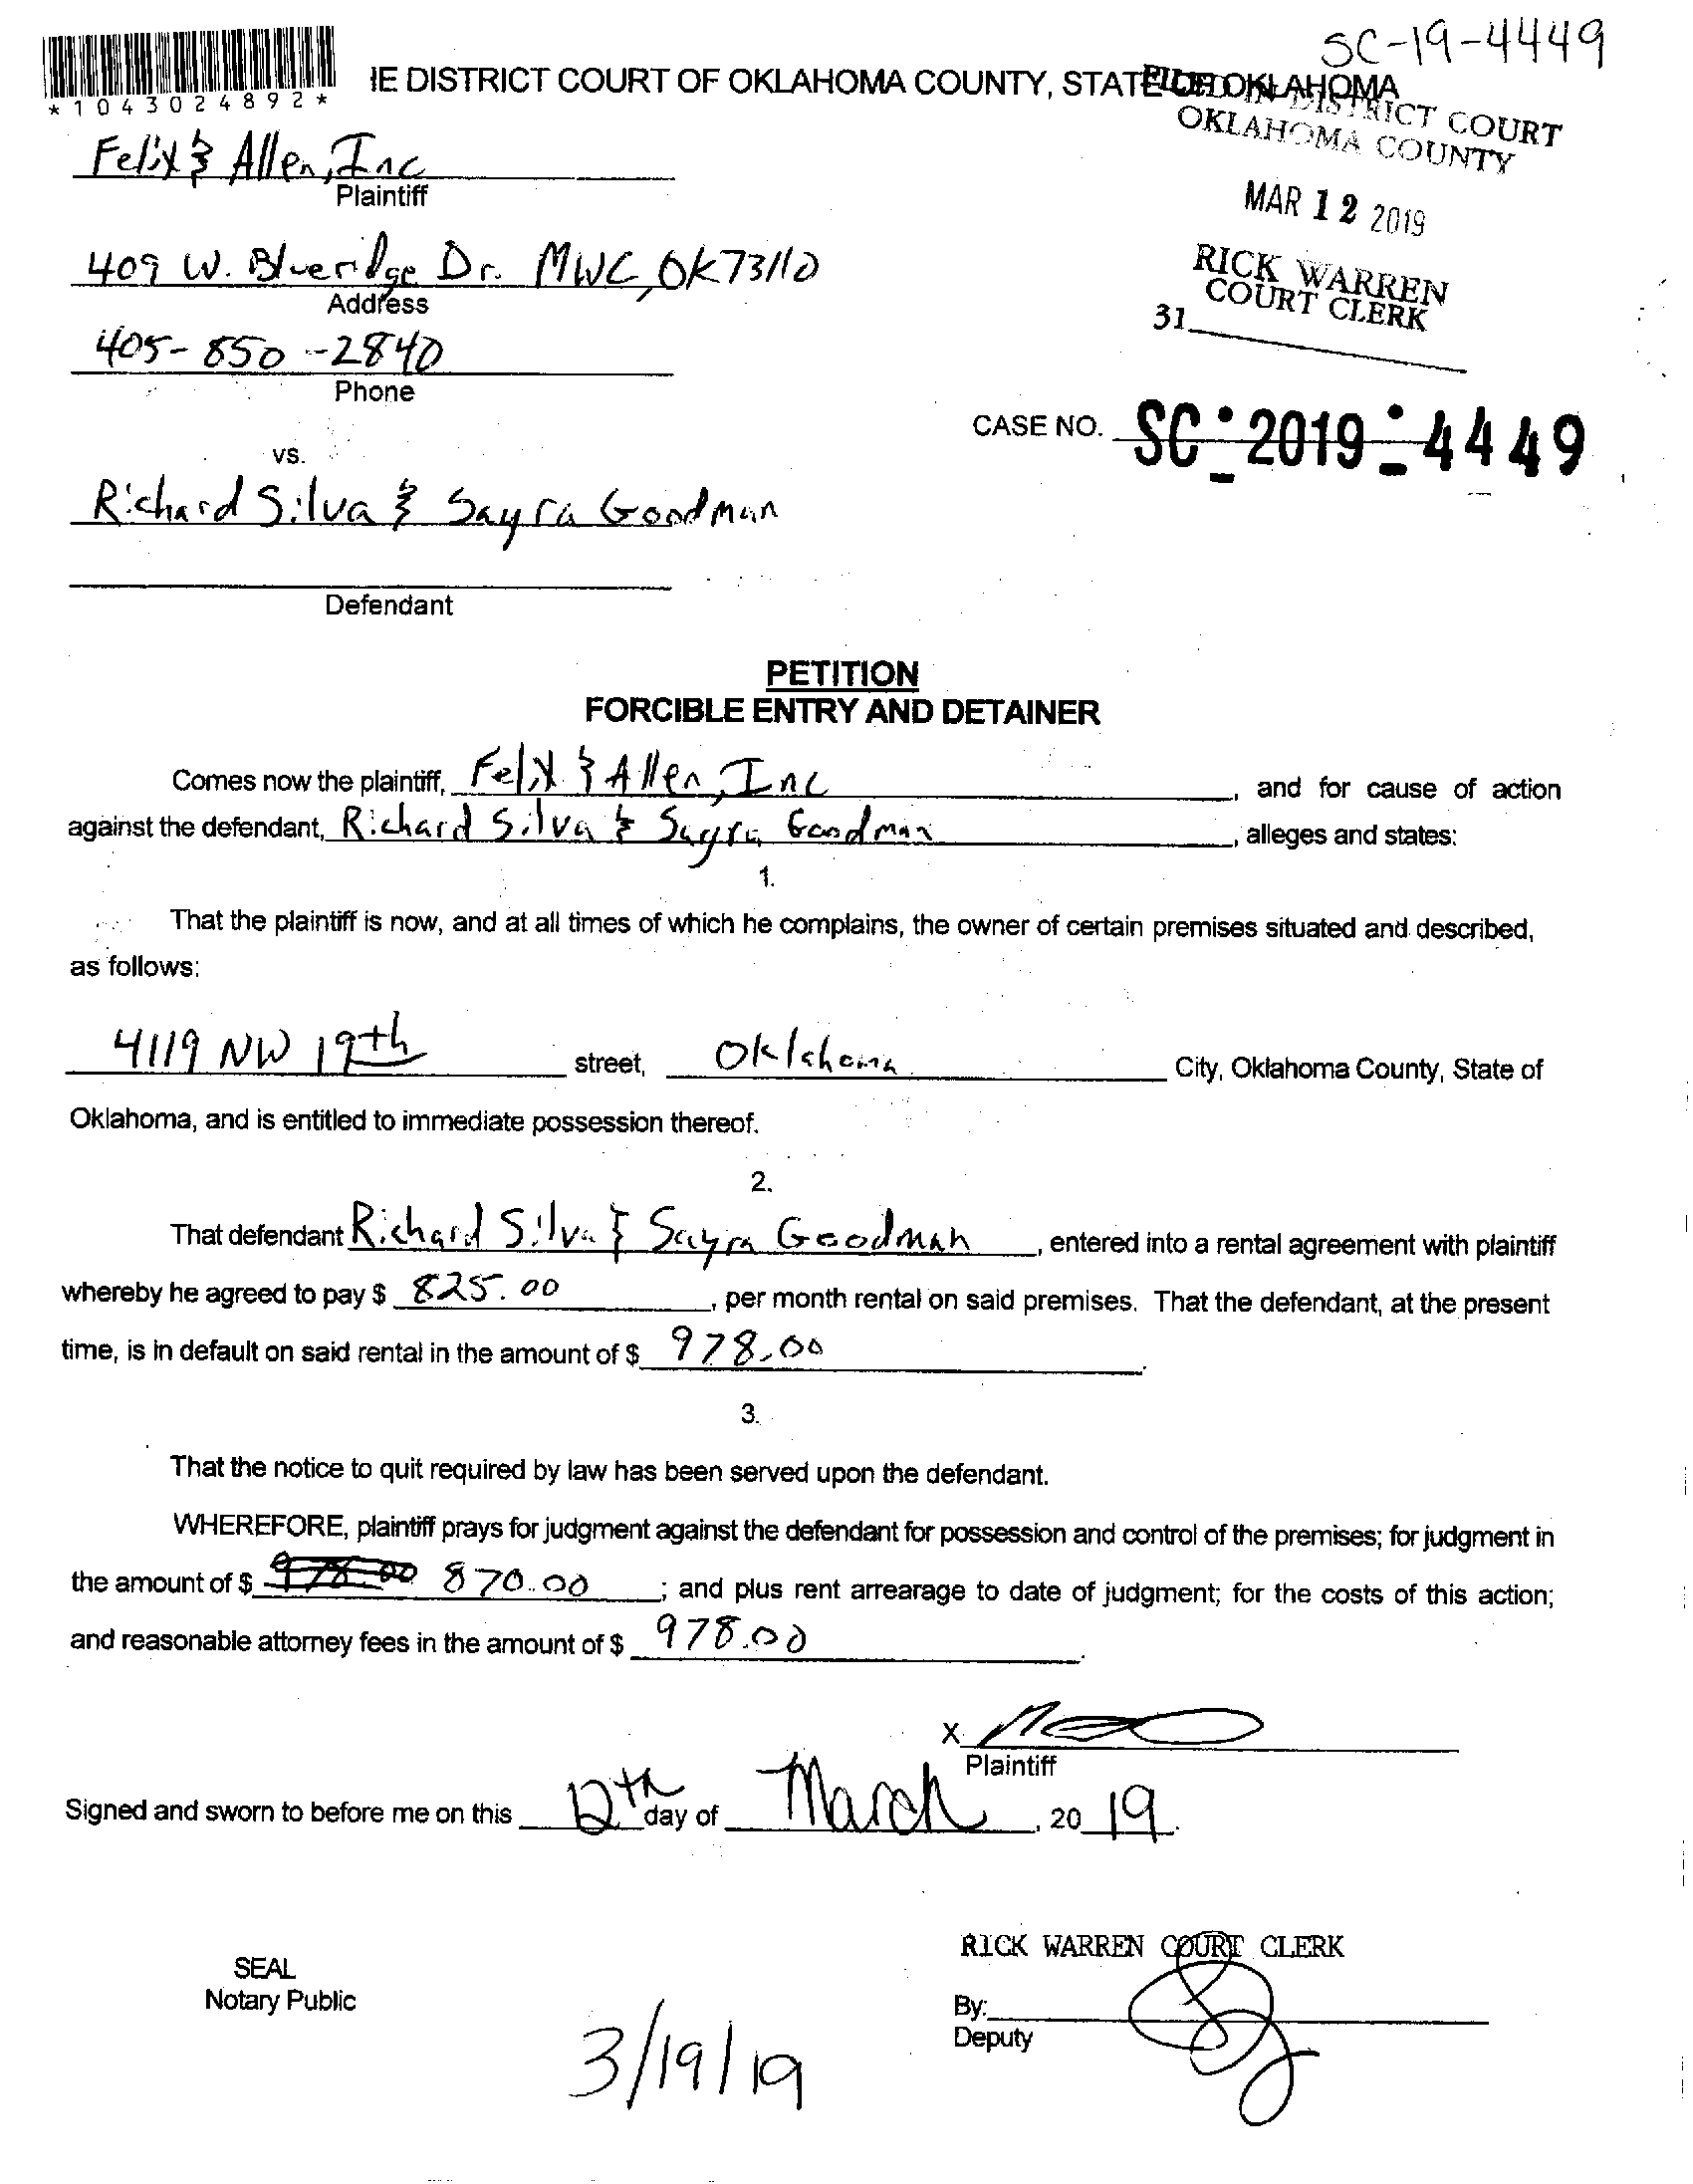 SC-19-4449
*1043024892*
IE DISTRICT COURT OF OKLAHOMA COUNTY, STATE OF OKLAHOMA
FILED IN DISTRICT COURT
OKLAHOMA COUNTY
Felix & Allen, Inc
Plaintiff
MAR 12 2019
409 W. Blueridge Dr. MWC, OK 73110
Address
RICK WARREN
COURT CLERK
31
405-850-2840
Phone
CASE NO. SC-2019-4449
vs.
Richard Silva & Sayra Goodman
Defendant
PETITION
FORCIBLE ENTRY AND DETAINER
Comes now the plaintiff, Felix & Allen, Inc, and for cause of action
against the defendant, Richard Silva & Sayra Goodman, alleges and states:
1.
That the plaintiff is now, and at all times of which he complains, the owner of certain premises situated and described,
as follows:
4119 NW 19th street, Oklahoma City, Oklahoma County, State of
Oklahoma, and is entitled to immediate possession thereof.
2.
That defendant Richard Silva & Sayra Goodman, entered into a rental agreement with plaintiff
whereby he agreed to pay $ 825.00, per month rental on said premises. That the defendant, at the present
time, is in default on said rental in the amount of $ 978.00.
3.
That the notice to quit required by law has been served upon the defendant.
WHEREFORE, plaintiff prays for judgment against the defendant for possession and control of the premises; for judgment in
the amount of $ 978.00 870.00; and plus rent arrearage to date of judgment; for the costs of this action;
and reasonable attorney fees in the amount of $ 978.00.
X
Plaintiff
Signed and sworn to before me on this 12th day of March, 2019.
RICK WARREN COURT CLERK
SEAL
Notary Public
By:
Deputy
3/19/19